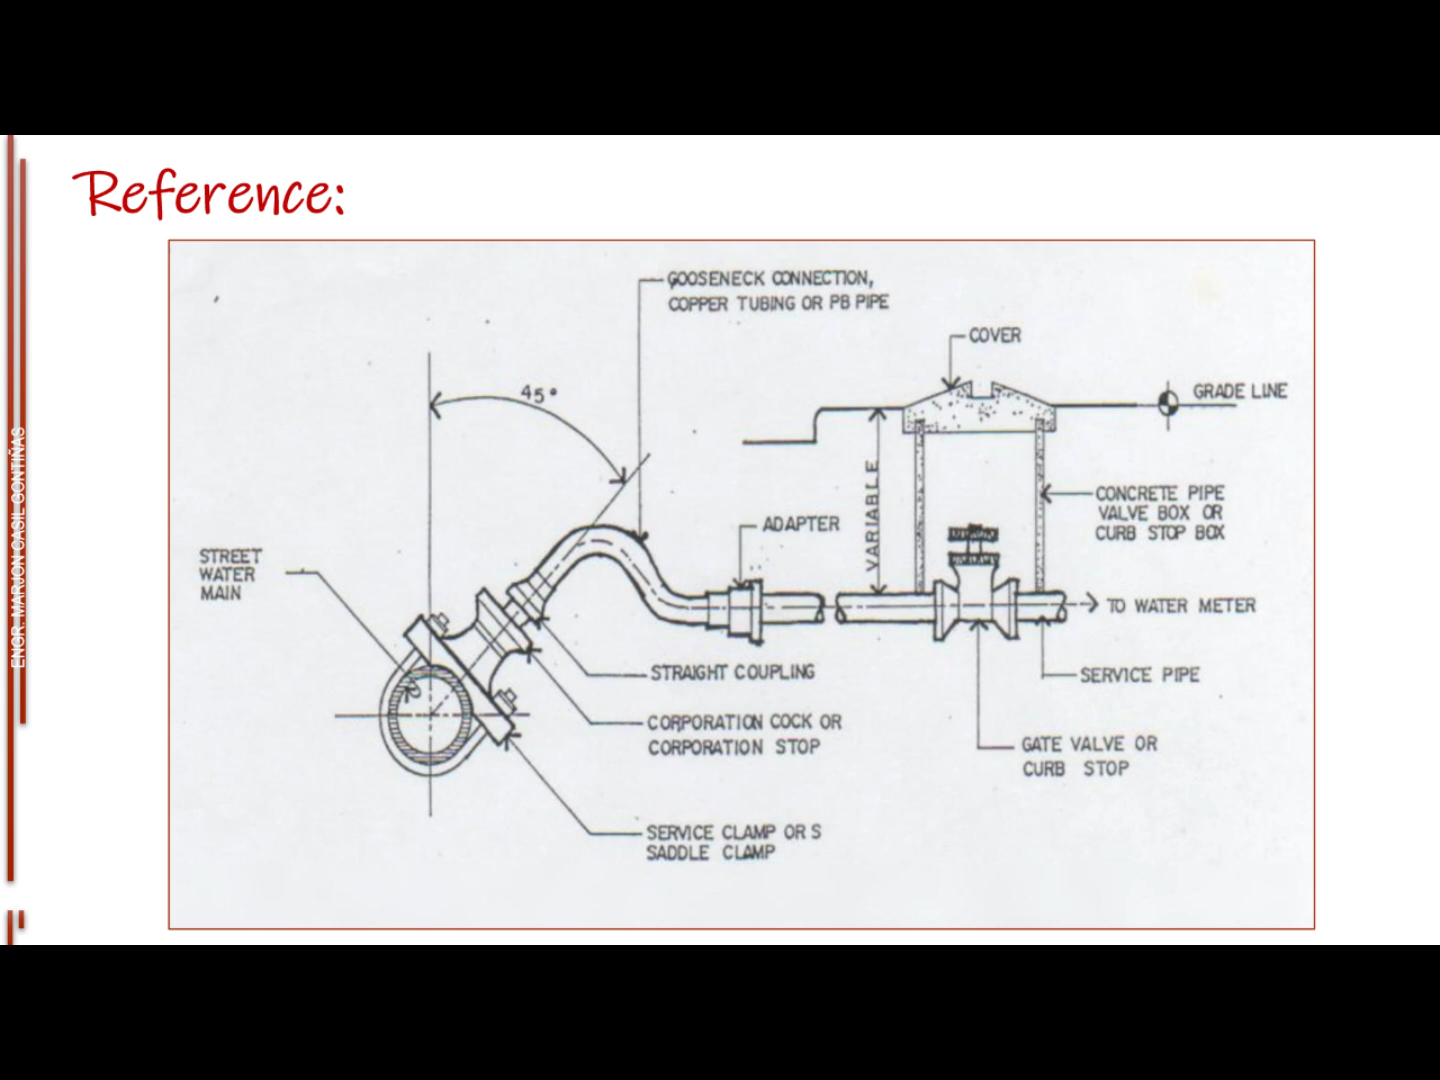 Reference:
GOOSENECK CONNECTION,
COPPER TUBING OR PB PIPE
COVER
45°
GRADE LINE
VARIABLE
CONCRETE PIPE
VALVE BOX OR
CURB STOP BOX
ADAPTER
STREET
WATER
MAIN
TO WATER METER
STRAIGHT COUPLING
SERVICE PIPE
CORPORATION COCK OR
CORPORATION STOP
GATE VALVE OR
CURB STOP
SERVICE CLAMP OR S
SADDLE CLAMP
ENGR. MARJON CASIL GONTIÑAS